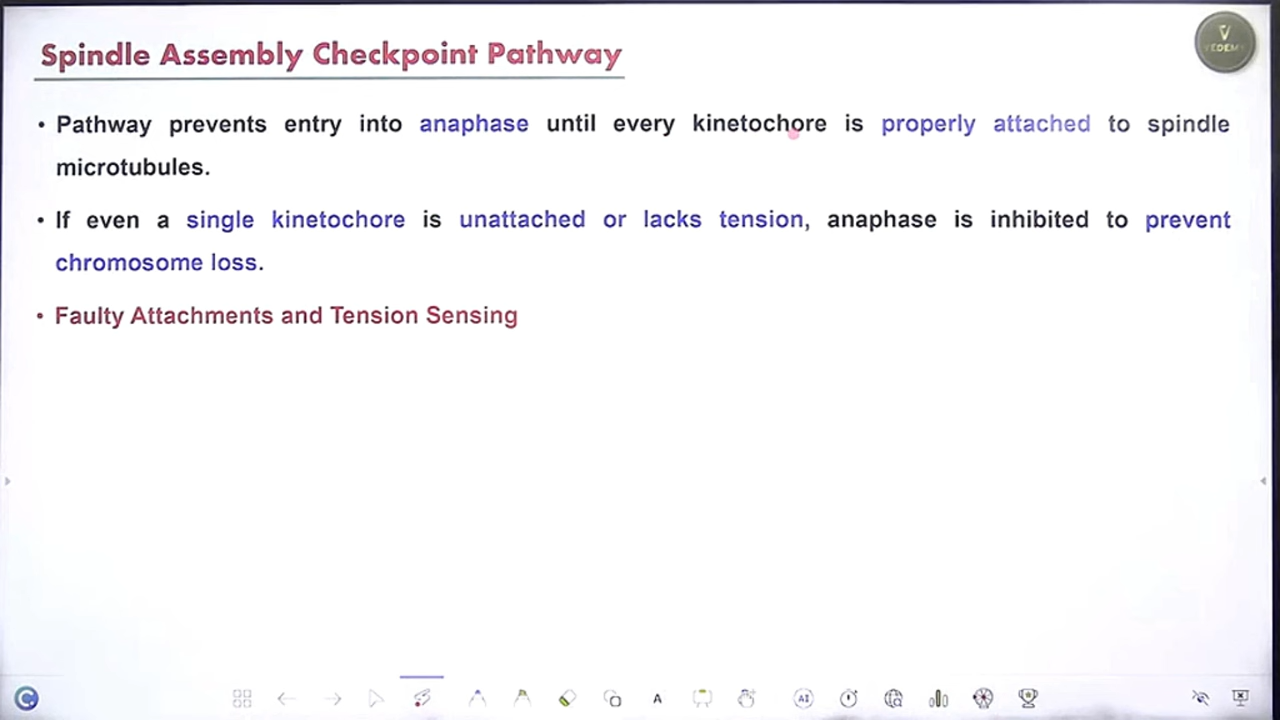 Spindle Assembly Checkpoint Pathway
VEDEMY
• Pathway prevents entry into anaphase until every kinetochore is properly attached to spindle
microtubules.
• If even a single kinetochore is unattached or lacks tension, anaphase is inhibited to prevent
chromosome loss.
• Faulty Attachments and Tension Sensing
A
AI